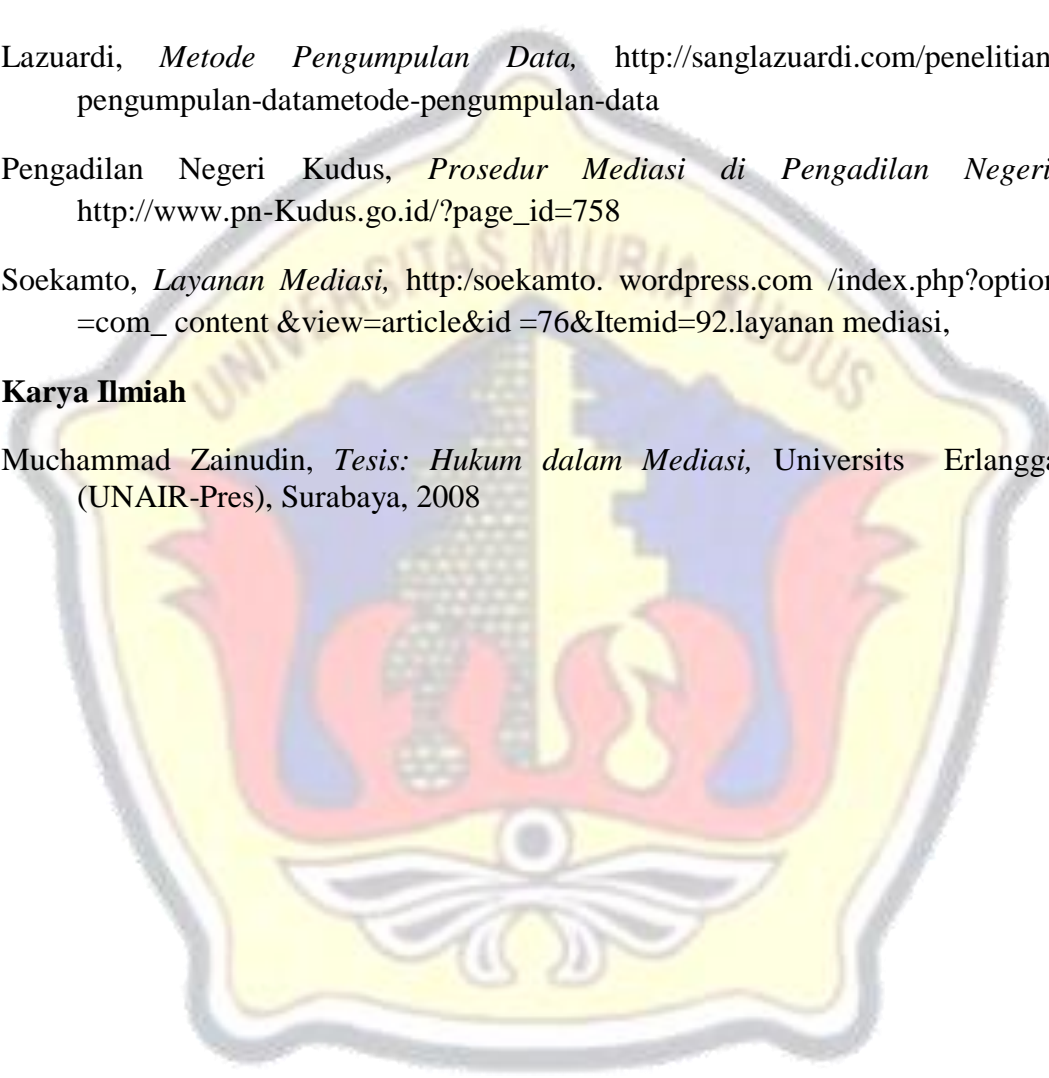 Lazuardi, Metode Pengumpulan Data, http://sanglazuardi.com/penelitian
pengumpulan-datametode-pengumpulan-data
Pengadilan Negeri Kudus, Prosedur Mediasi di Pengadilan Negeri
http://www.pn-Kudus.go.id/?page_id=758
Soekamto, Layanan Mediasi, http:/soekamto. wordpress.com /index.php?option
=com_ content &view=article&id =76&Itemid=92.layanan mediasi,
Karya Ilmiah
Muchammad Zainudin, Tesis: Hukum dalam Mediasi, Universits Erlangga
(UNAIR-Pres), Surabaya, 2008
UNIVERSITAS MURIA KUDUS